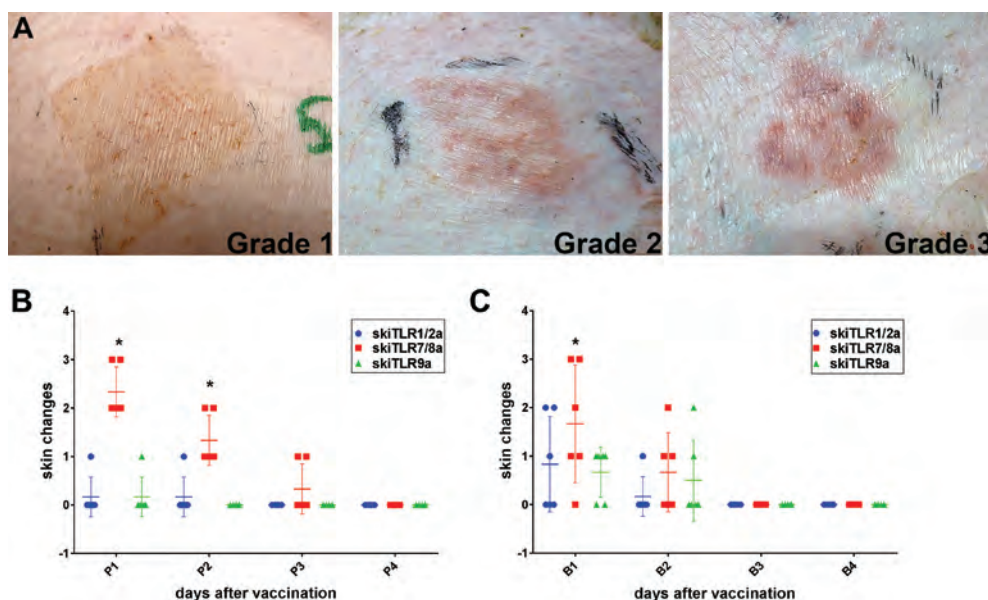 A
Grade 1
Grade 2
Grade 3
B
4
3
2
1
0
-1
skin changes
skiTLR1/2a
skiTLR7/8a
skiTLR9a
*
*
P1
P2
P3
P4
days after vaccination
C
4
3
2
1
0
-1
skin changes
skiTLR1/2a
skiTLR7/8a
skiTLR9a
*
B1
B2
B3
B4
days after vaccination